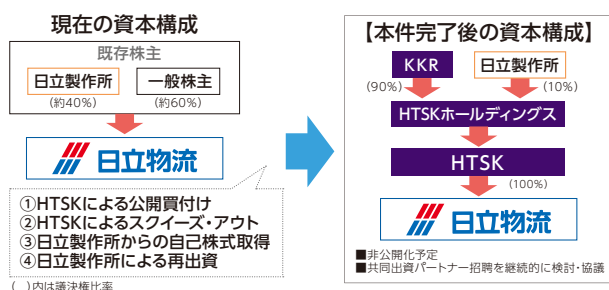 現在の資本構成
既存株主
日立製作所 一般株主
(約40%) (約60%)
日立物流
①HTSKによる公開買付け
②HTSKによるスクイーズ・アウト
③日立製作所からの自己株式取得
④日立製作所による再出資
( )内は議決権比率
【本件完了後の資本構成】
KKR 日立製作所
(90%) (10%)
HTSKホールディングス
HTSK
(100%)
日立物流
■非公開化予定
■共同出資パートナー招聘を継続的に検討・協議